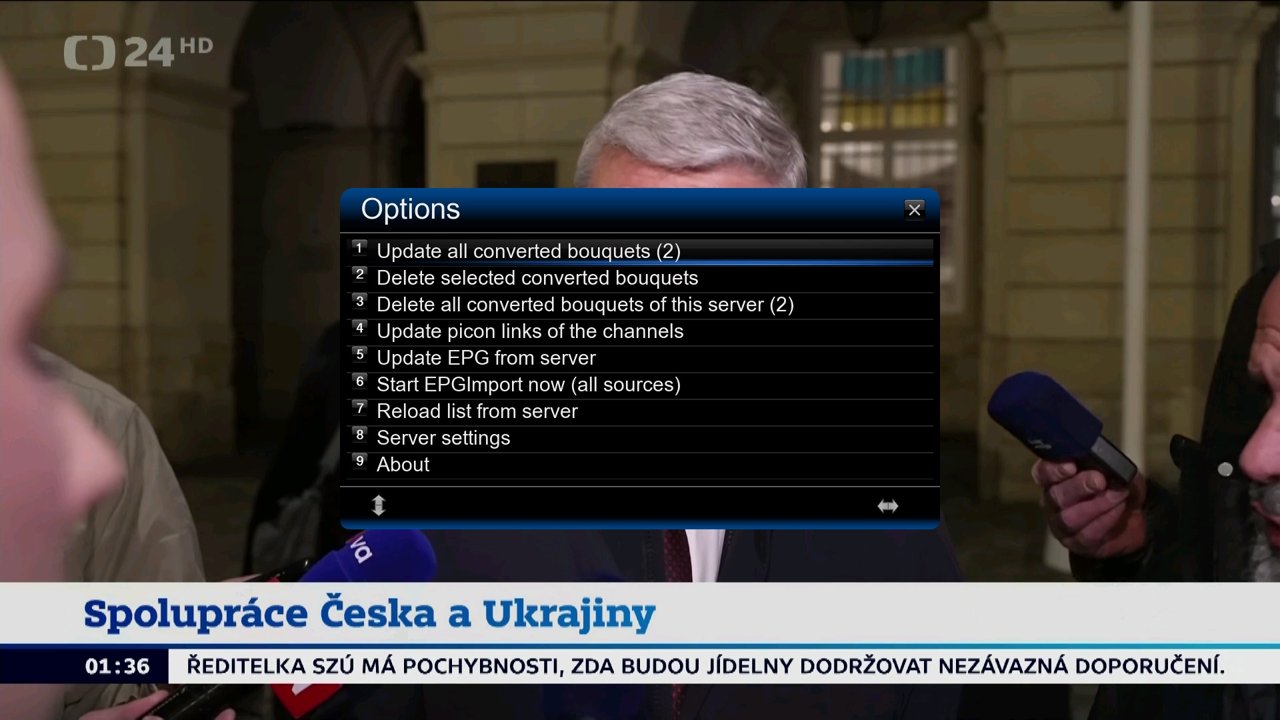 24 HD
Options
1 Update all converted bouquets (2)
2 Delete selected converted bouquets
3 Delete all converted bouquets of this server (2)
4 Update picon links of the channels
5 Update EPG from server
6 Start EPGImport now (all sources)
7 Reload list from server
8 Server settings
9 About
va
Spolupráce Česka a Ukrajiny
01:36 ŘEDITELKA SZÚ MÁ POCHYBNOSTI, ZDA BUDOU JÍDELNY DODRŽOVAT NEZÁVAZNÁ DOPORUČENÍ.